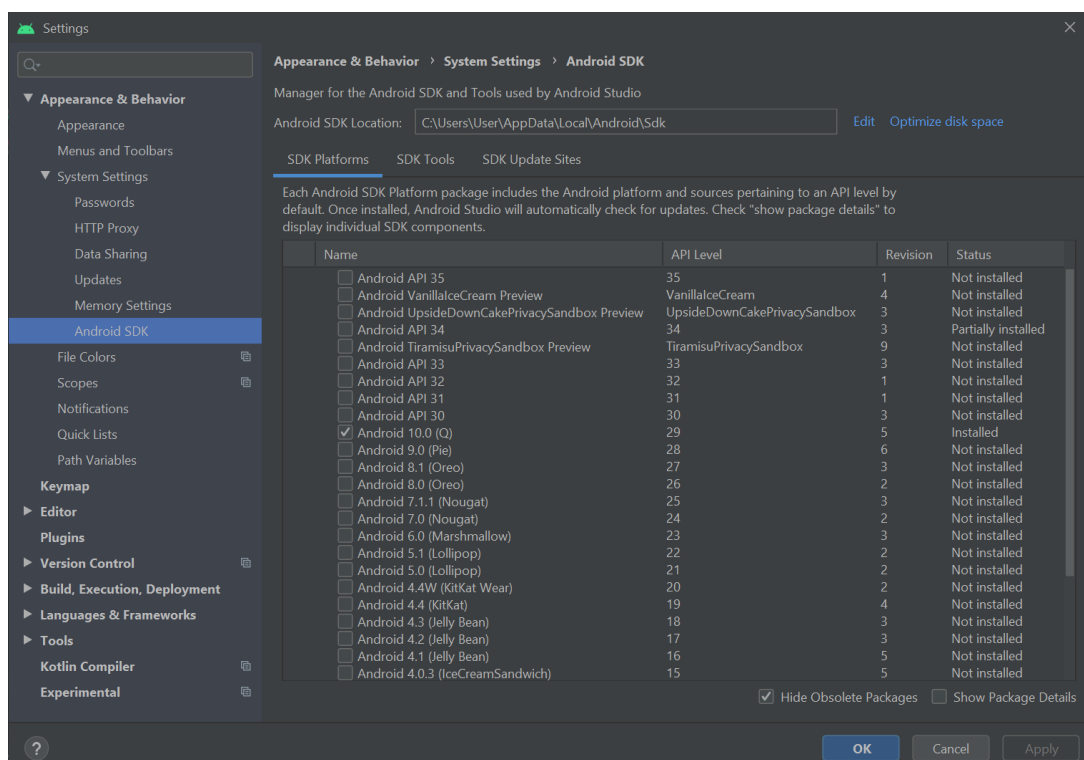 Settings
Appearance & Behavior
Appearance
Menus and Toolbars
System Settings
Passwords
HTTP Proxy
Data Sharing
Updates
Memory Settings
Android SDK
File Colors
Scopes
Notifications
Quick Lists
Path Variables
Keymap
Editor
Plugins
Version Control
Build, Execution, Deployment
Languages & Frameworks
Tools
Kotlin Compiler
Experimental
Appearance & Behavior › System Settings › Android SDK
Manager for the Android SDK and Tools used by Android Studio
Android SDK Location: C:\Users\User\AppData\Local\Android\Sdk Edit Optimize disk space
SDK Platforms SDK Tools SDK Update Sites
Each Android SDK Platform package includes the Android platform and sources pertaining to an API level by
default. Once installed, Android Studio will automatically check for updates. Check "show package details" to
display individual SDK components.
Name API Level Revision Status
Android API 35 35 1 Not installed
Android VanillaIceCream Preview VanillaIceCream 4 Not installed
Android UpsideDownCakePrivacySandbox Preview UpsideDownCakePrivacySandbox 3 Not installed
Android API 34 34 3 Partially installed
Android TiramisuPrivacySandbox Preview TiramisuPrivacySandbox 9 Not installed
Android API 33 33 3 Not installed
Android API 32 32 1 Not installed
Android API 31 31 1 Not installed
Android API 30 30 3 Not installed
Android 10.0 (Q) 29 5 Installed
Android 9.0 (Pie) 28 6 Not installed
Android 8.1 (Oreo) 27 3 Not installed
Android 8.0 (Oreo) 26 2 Not installed
Android 7.1.1 (Nougat) 25 3 Not installed
Android 7.0 (Nougat) 24 2 Not installed
Android 6.0 (Marshmallow) 23 3 Not installed
Android 5.1 (Lollipop) 22 2 Not installed
Android 5.0 (Lollipop) 21 2 Not installed
Android 4.4W (KitKat Wear) 20 2 Not installed
Android 4.4 (KitKat) 19 4 Not installed
Android 4.3 (Jelly Bean) 18 3 Not installed
Android 4.2 (Jelly Bean) 17 3 Not installed
Android 4.1 (Jelly Bean) 16 5 Not installed
Android 4.0.3 (IceCreamSandwich) 15 5 Not installed
Hide Obsolete Packages Show Package Details
? OK Cancel Apply